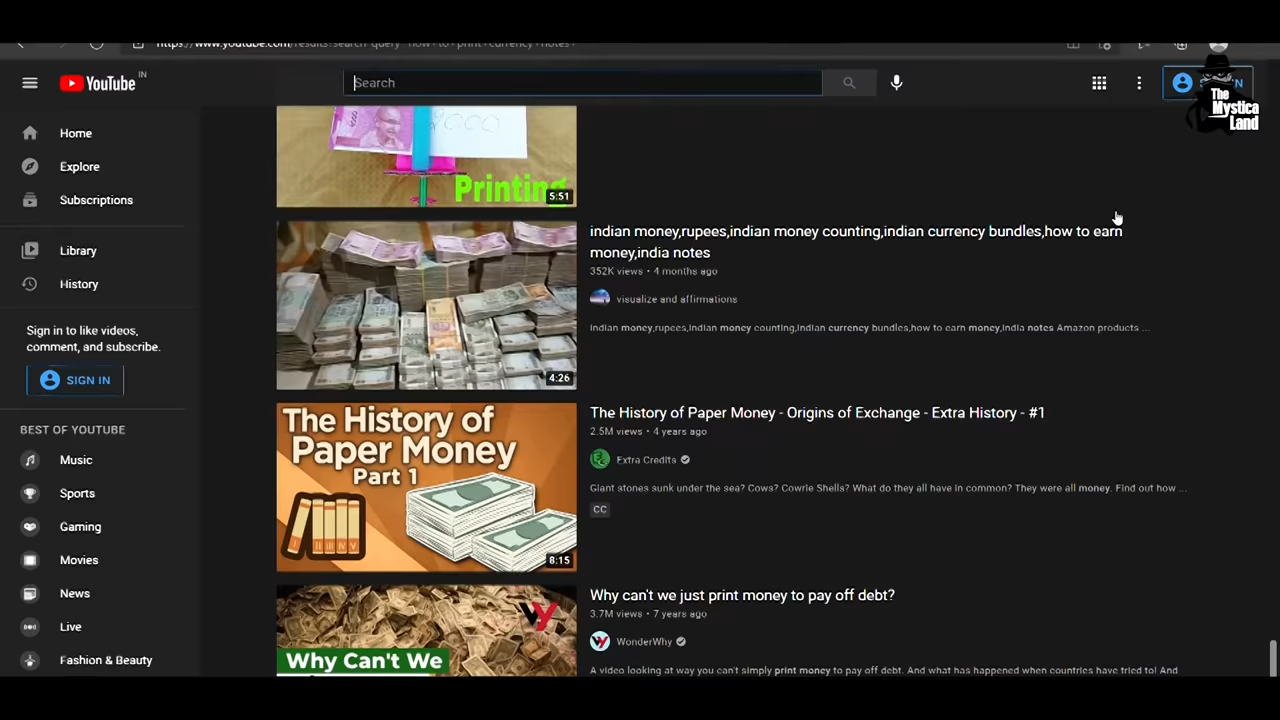 YouTube IN
Search
The
Mystica
Land
Home
Explore
Subscriptions
Library
History
Sign in to like videos,
comment, and subscribe.
SIGN IN
BEST OF YOUTUBE
Music
Sports
Gaming
Movies
News
Live
Fashion & Beauty
Printing
5:51
indian money,rupees,indian money counting,indian currency bundles,how to earn
money,india notes
352K views • 4 months ago
visualize and affirmations
indian money,rupees,indian money counting,indian currency bundles,how to earn money,india notes Amazon products ...
4:26
The History of
Paper Money
Part 1
8:15
The History of Paper Money - Origins of Exchange - Extra History - #1
2.5M views • 4 years ago
Extra Credits
Giant stones sunk under the sea? Cows? Cowrie Shells? What do they all have in common? They were all money. Find out how ...
CC
Why Can't We
Why can't we just print money to pay off debt?
3.7M views • 7 years ago
WonderWhy
A video looking at way you can't simply print money to pay off debt. And what has happened when countries have tried to! And